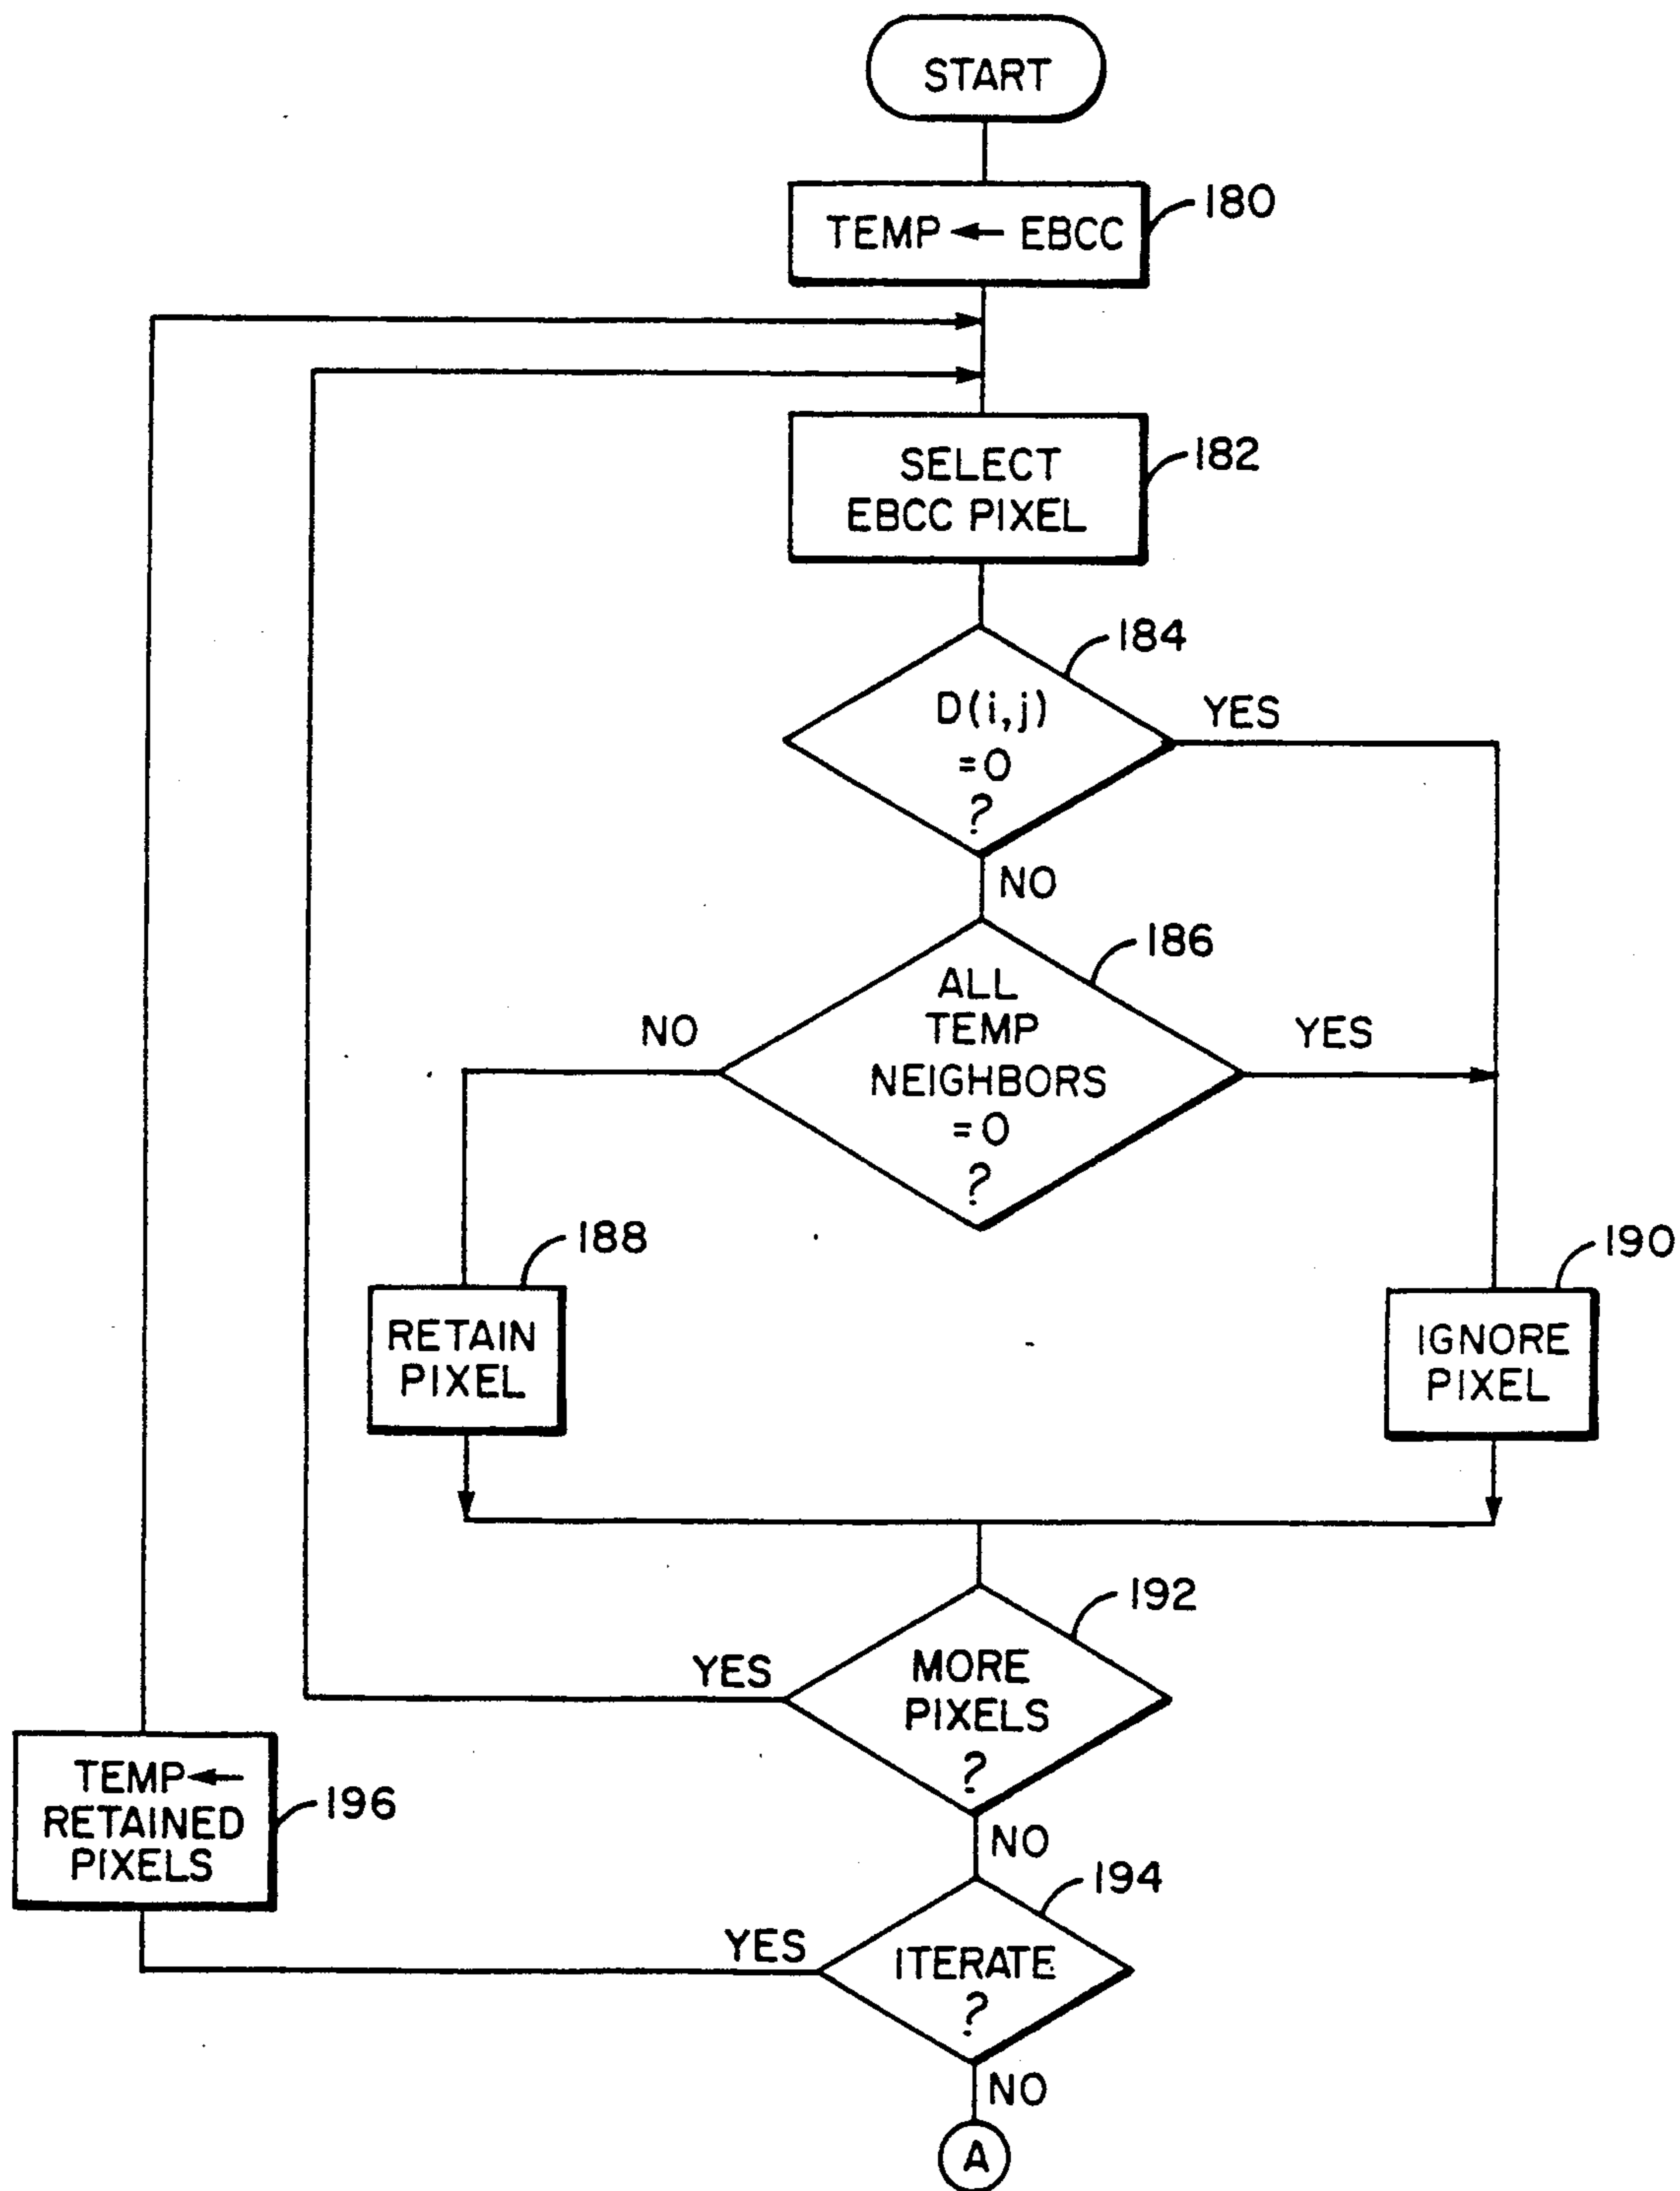 START
TEMP ← EBCC
180
SELECT
EBCC PIXEL
182
184
D(i,j)
=0
?
YES
NO
186
ALL
TEMP
NEIGHBORS
=0
?
NO
YES
188
RETAIN
PIXEL
190
IGNORE
PIXEL
192
MORE
PIXELS
?
YES
NO
TEMP←
RETAINED
PIXELS
196
194
ITERATE
?
YES
NO
A